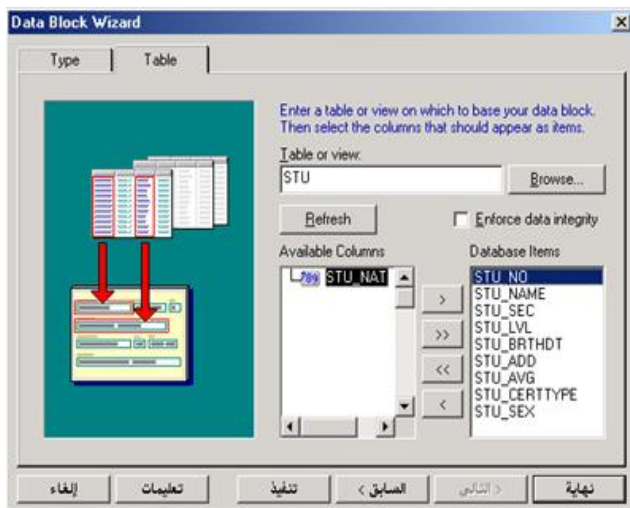 Data Block Wizard
Type
Table
Enter a table or view on which to base your data block.
Then select the columns that should appear as items.
Table or view:
STU
Browse...
Refresh
Enforce data integrity
Available Columns
Database Items
789 STU_NAT
>
>>
<<
<
STU_NO
STU_NAME
STU_SEC
STU_LVL
STU_BRTHDT
STU_ADD
STU_AVG
STU_CERTTYPE
STU_SEX
إلغاء
تعليمات
تنفيذ
السابق >
< التالى
نهاية